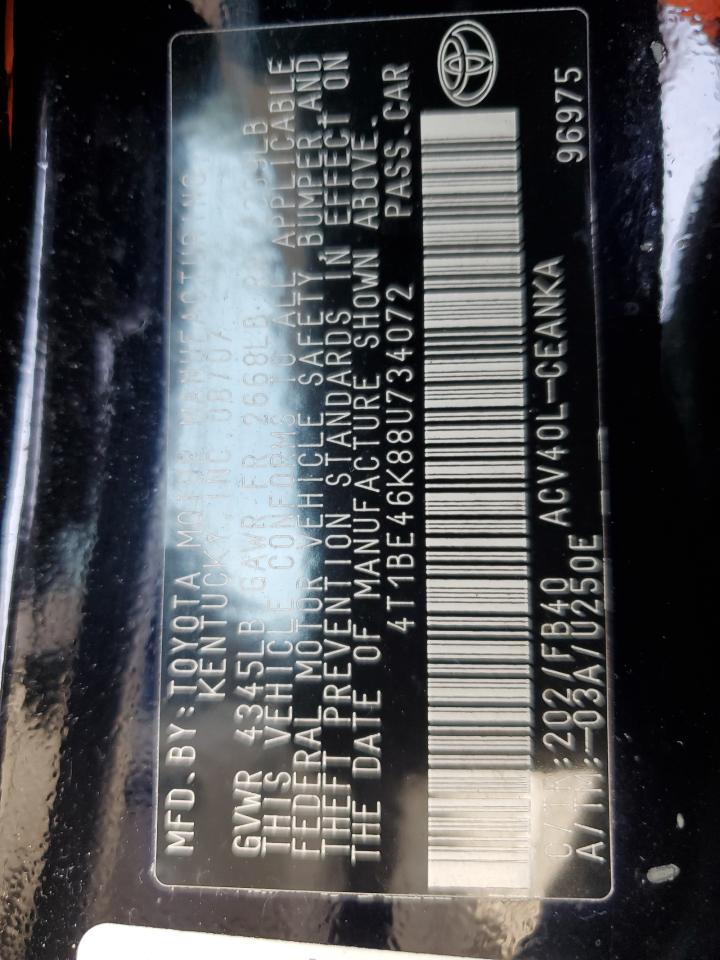 MFD.BY:TOYOTA MOTOR MANUFACTURING
KENTUCKY, INC. 08/07
GVWR 4345LB GAWR FR 2668LB
THIS VEHICLE CONFORMS TO ALL APPLICABLE
FEDERAL MOTOR VEHICLE SAFETY, BUMPER,AND
THEFT PREVENTION STANDARDS IN EFFECT ON
THE DATE OF MANUFACTURE SHOWN ABOVE.
4T1BE46K88U734072 PASS.CAR
C/TR:202/FB40 ACV40L-CEANKA 96975
A/TM:-03A/U250E